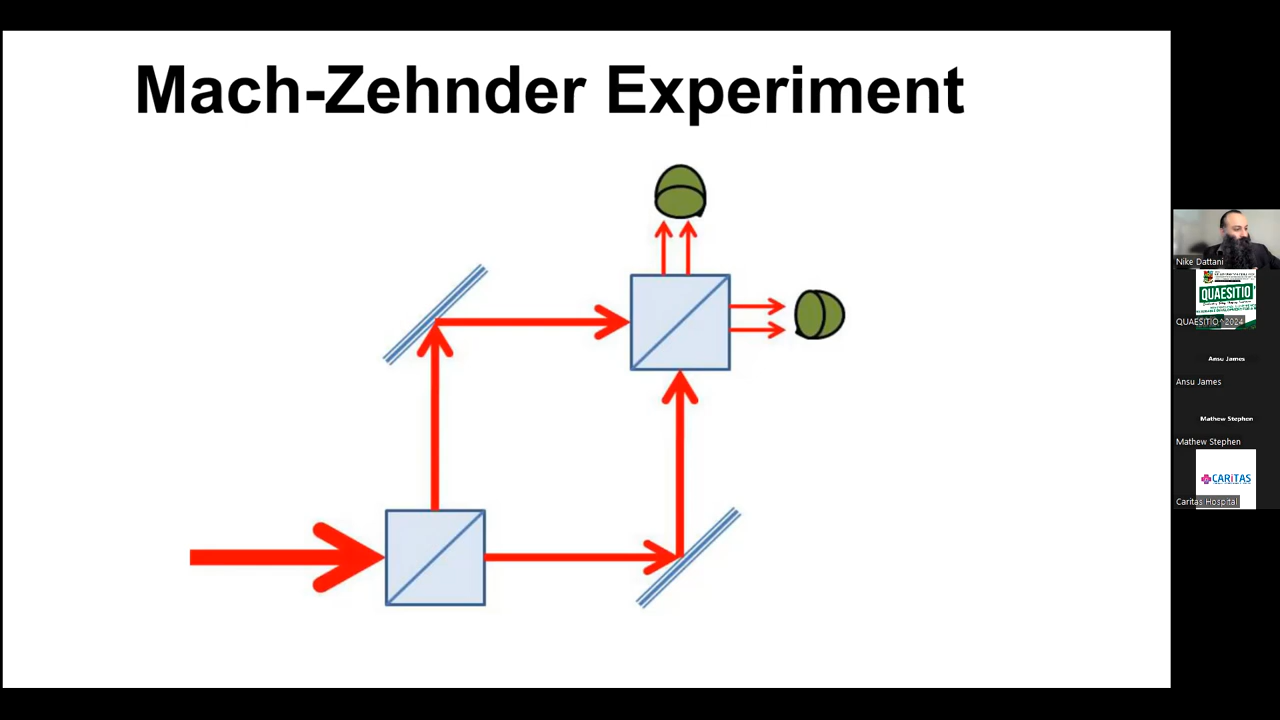 Mach-Zehnder Experiment
Nike Dattani
QUAESITIO
QUAESITIO^2024
Ansu James
Ansu James
Mathew Stephen
Mathew Stephen
CARITAS
Caritas Hospital